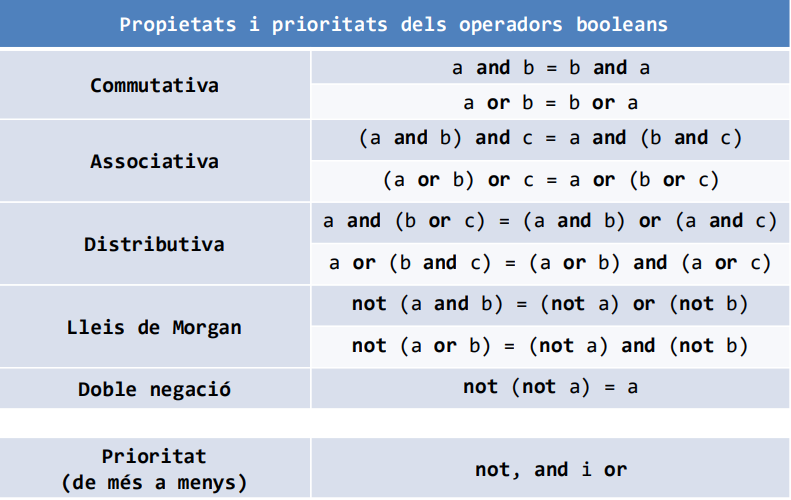 Propietats i prioritats dels operadors booleans
Commutativa
a and b = b and a
a or b = b or a
Associativa
(a and b) and c = a and (b and c)
(a or b) or c = a or (b or c)
Distributiva
a and (b or c) = (a and b) or (a and c)
a or (b and c) = (a or b) and (a or c)
Lleis de Morgan
not (a and b) = (not a) or (not b)
not (a or b) = (not a) and (not b)
Doble negació
not (not a) = a
Prioritat
(de més a menys)
not, and i or